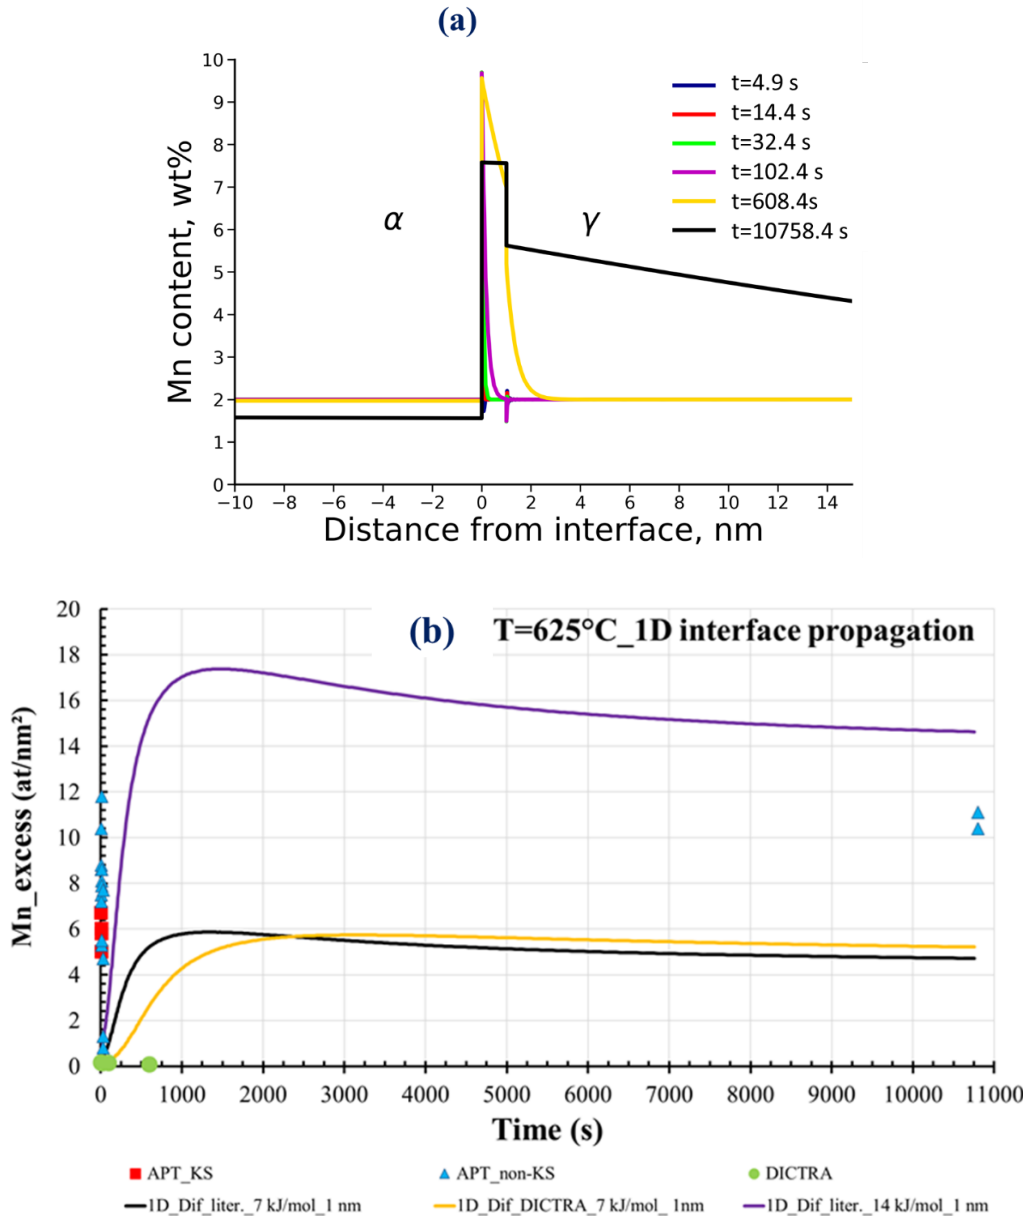 (a)
10
9
8
7
6
5
4
3
2
1
0
Mn content, wt%
α
γ
t=4.9 s
t=14.4 s
t=32.4 s
t=102.4 s
t=608.4s
t=10758.4 s
−10 −8 −6 −4 −2 0 2 4 6 8 10 12 14
Distance from interface, nm
(b)
T=625°C_1D interface propagation
20
18
16
14
12
10
8
6
4
2
0
Mn_excess (at/nm²)
0 1000 2000 3000 4000 5000 6000 7000 8000 9000 10000 11000
Time (s)
APT_KS APT_non-KS DICTRA
1D_Dif_liter._7 kJ/mol_1 nm 1D_Dif_DICTRA_7 kJ/mol_1nm 1D_Dif_liter._14 kJ/mol_1 nm